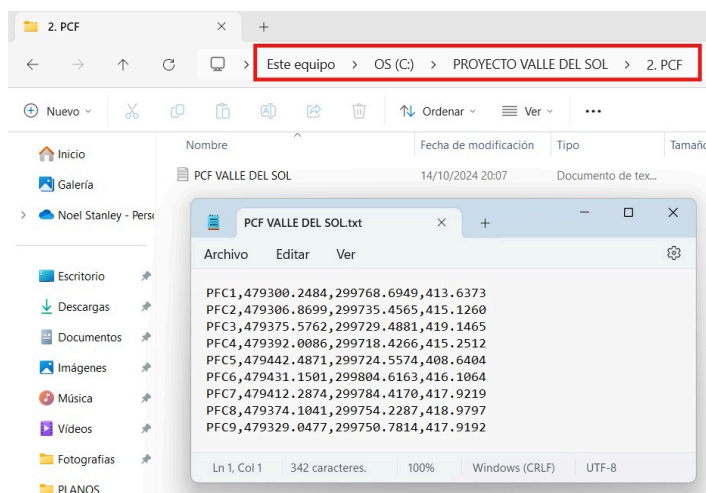 2. PCF
Este equipo > OS (C:) > PROYECTO VALLE DEL SOL > 2. PCF
Nuevo Ordenar Ver
Nombre Fecha de modificación Tipo Tamañ
Inicio
PCF VALLE DEL SOL 14/10/2024 20:07 Documento de tex...
Galería
Noel Stanley - Perso
PCF VALLE DEL SOL.txt
Archivo Editar Ver
Escritorio
Descargas
Documentos
Imágenes
Música
Vídeos
Fotografias
PLANOS
PFC1,479300.2484,299768.6949,413.6373
PFC2,479306.8699,299735.4565,415.1260
PFC3,479375.5762,299729.4881,419.1465
PFC4,479392.0086,299718.4266,415.2512
PFC5,479442.4871,299724.5574,408.6404
PFC6,479431.1501,299804.6163,416.1064
PFC7,479412.2874,299784.4170,417.9219
PFC8,479374.1041,299754.2287,418.9797
PFC9,479329.0477,299750.7814,417.9192
Ln 1, Col 1 342 caracteres. 100% Windows (CRLF) UTF-8